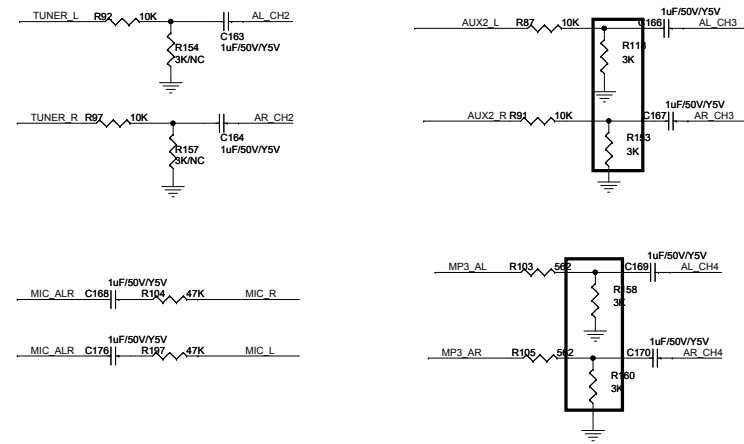 TUNER_L R92 10K AL_CH2
C163
1uF/50V/Y5V
R154
3K/NC
TUNER_R R97 10K AR_CH2
C164
1uF/50V/Y5V
R157
3K/NC
AUX2_L R87 10K C166 1uF/50V/Y5V AL_CH3
R118
3K
AUX2_R R91 10K C167 1uF/50V/Y5V AR_CH3
R153
3K
MIC_ALR C168 1uF/50V/Y5V R104 47K MIC_R
MIC_ALR C176 1uF/50V/Y5V R197 47K MIC_L
MP3_AL R103 562 C169 1uF/50V/Y5V AL_CH4
R158
3K
MP3_AR R105 562 C170 1uF/50V/Y5V AR_CH4
R160
3K